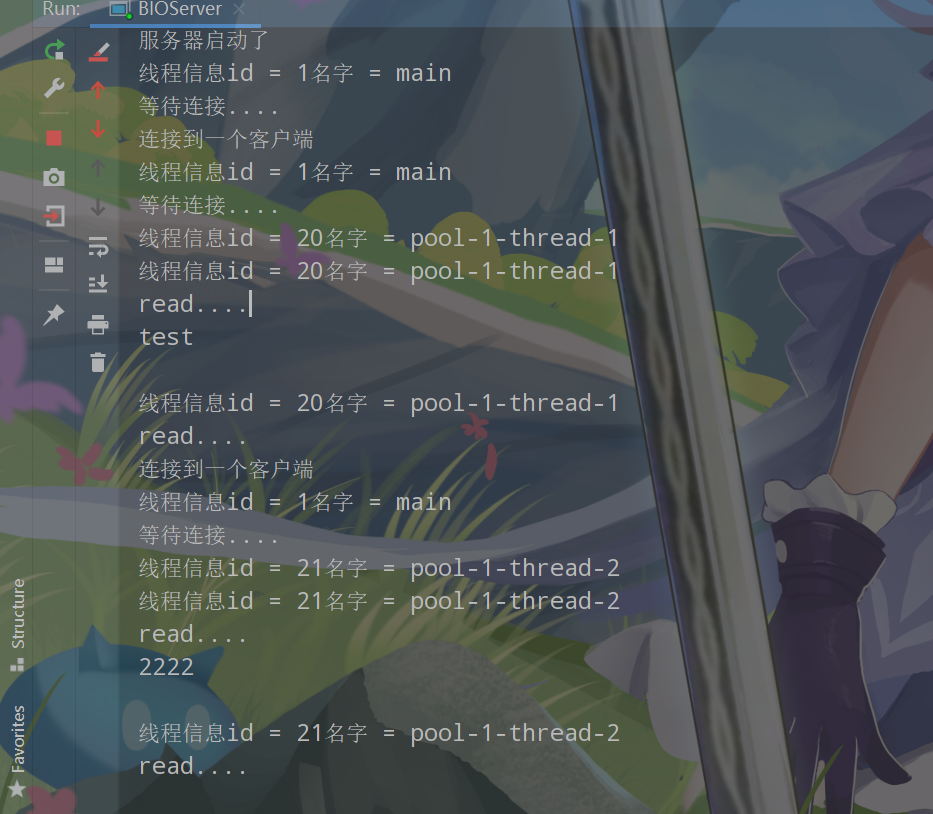 Run: BIOServer
服务器启动了
线程信息id = 1名字 = main
等待连接....
连接到一个客户端
线程信息id = 1名字 = main
等待连接....
线程信息id = 20名字 = pool-1-thread-1
线程信息id = 20名字 = pool-1-thread-1
read....
test
线程信息id = 20名字 = pool-1-thread-1
read....
连接到一个客户端
线程信息id = 1名字 = main
等待连接....
线程信息id = 21名字 = pool-1-thread-2
线程信息id = 21名字 = pool-1-thread-2
read....
2222
线程信息id = 21名字 = pool-1-thread-2
read....
Structure
Favorites